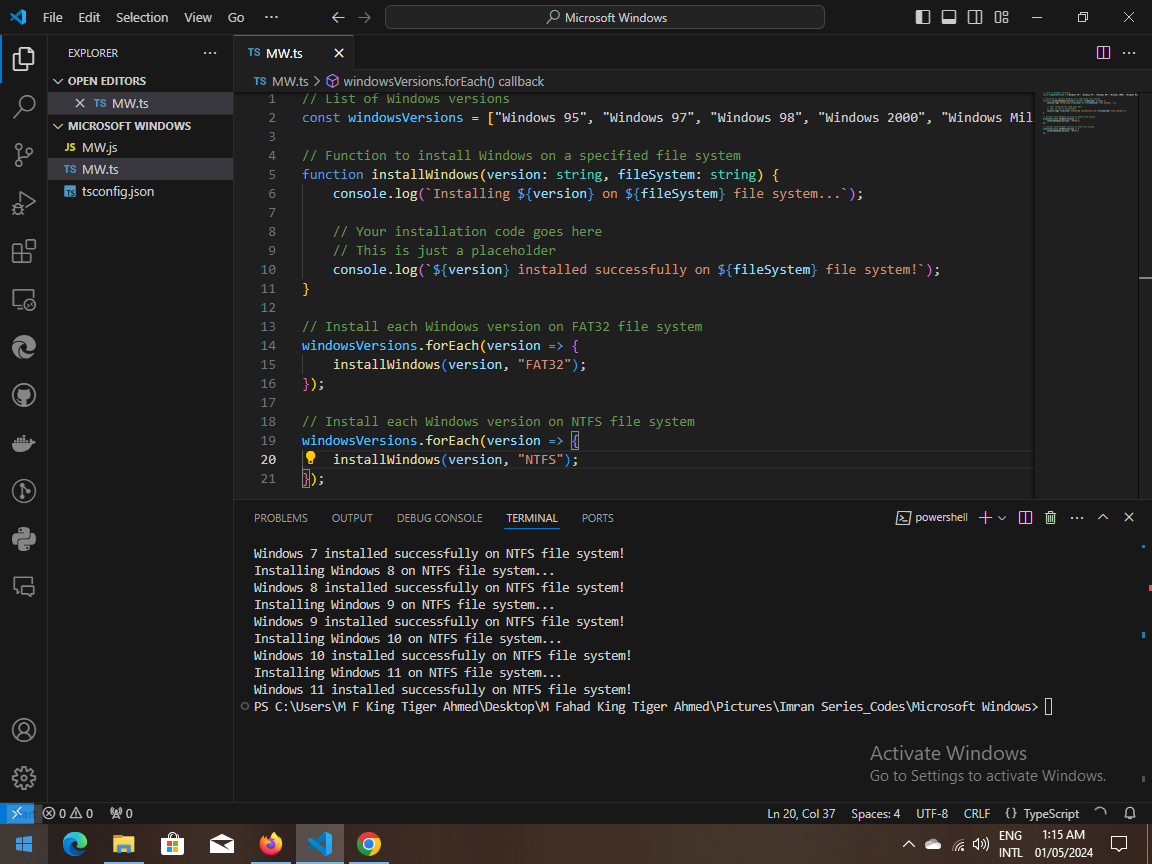 File Edit Selection View Go ··· Microsoft Windows
EXPLORER
OPEN EDITORS
TS MW.ts
MICROSOFT WINDOWS
JS MW.js
TS MW.ts
TS tsconfig.json
TS MW.ts
TS MW.ts > windowsVersions.forEach() callback
1 // List of Windows versions
2 const windowsVersions = ["Windows 95", "Windows 97", "Windows 98", "Windows 2000", "Windows Mil
3
4 // Function to install Windows on a specified file system
5 function installWindows(version: string, fileSystem: string) {
6 console.log(`Installing ${version} on ${fileSystem} file system...`);
7
8 // Your installation code goes here
9 // This is just a placeholder
10 console.log(`${version} installed successfully on ${fileSystem} file system!`);
11 }
12
13 // Install each Windows version on FAT32 file system
14 windowsVersions.forEach(version => {
15 installWindows(version, "FAT32");
16 });
17
18 // Install each Windows version on NTFS file system
19 windowsVersions.forEach(version => {
20 installWindows(version, "NTFS");
21 });
PROBLEMS OUTPUT DEBUG CONSOLE TERMINAL PORTS powershell
Windows 7 installed successfully on NTFS file system!
Installing Windows 8 on NTFS file system...
Windows 8 installed successfully on NTFS file system!
Installing Windows 9 on NTFS file system...
Windows 9 installed successfully on NTFS file system!
Installing Windows 10 on NTFS file system...
Windows 10 installed successfully on NTFS file system!
Installing Windows 11 on NTFS file system...
Windows 11 installed successfully on NTFS file system!
PS C:\Users\M F King Tiger Ahmed\Desktop\M Fahad King Tiger Ahmed\Pictures\Imran Series_Codes\Microsoft Windows>
Activate Windows
Go to Settings to activate Windows.
0 0 0 Ln 20, Col 37 Spaces: 4 UTF-8 CRLF {} TypeScript
ENG 1:15 AM
INTL 01/05/2024